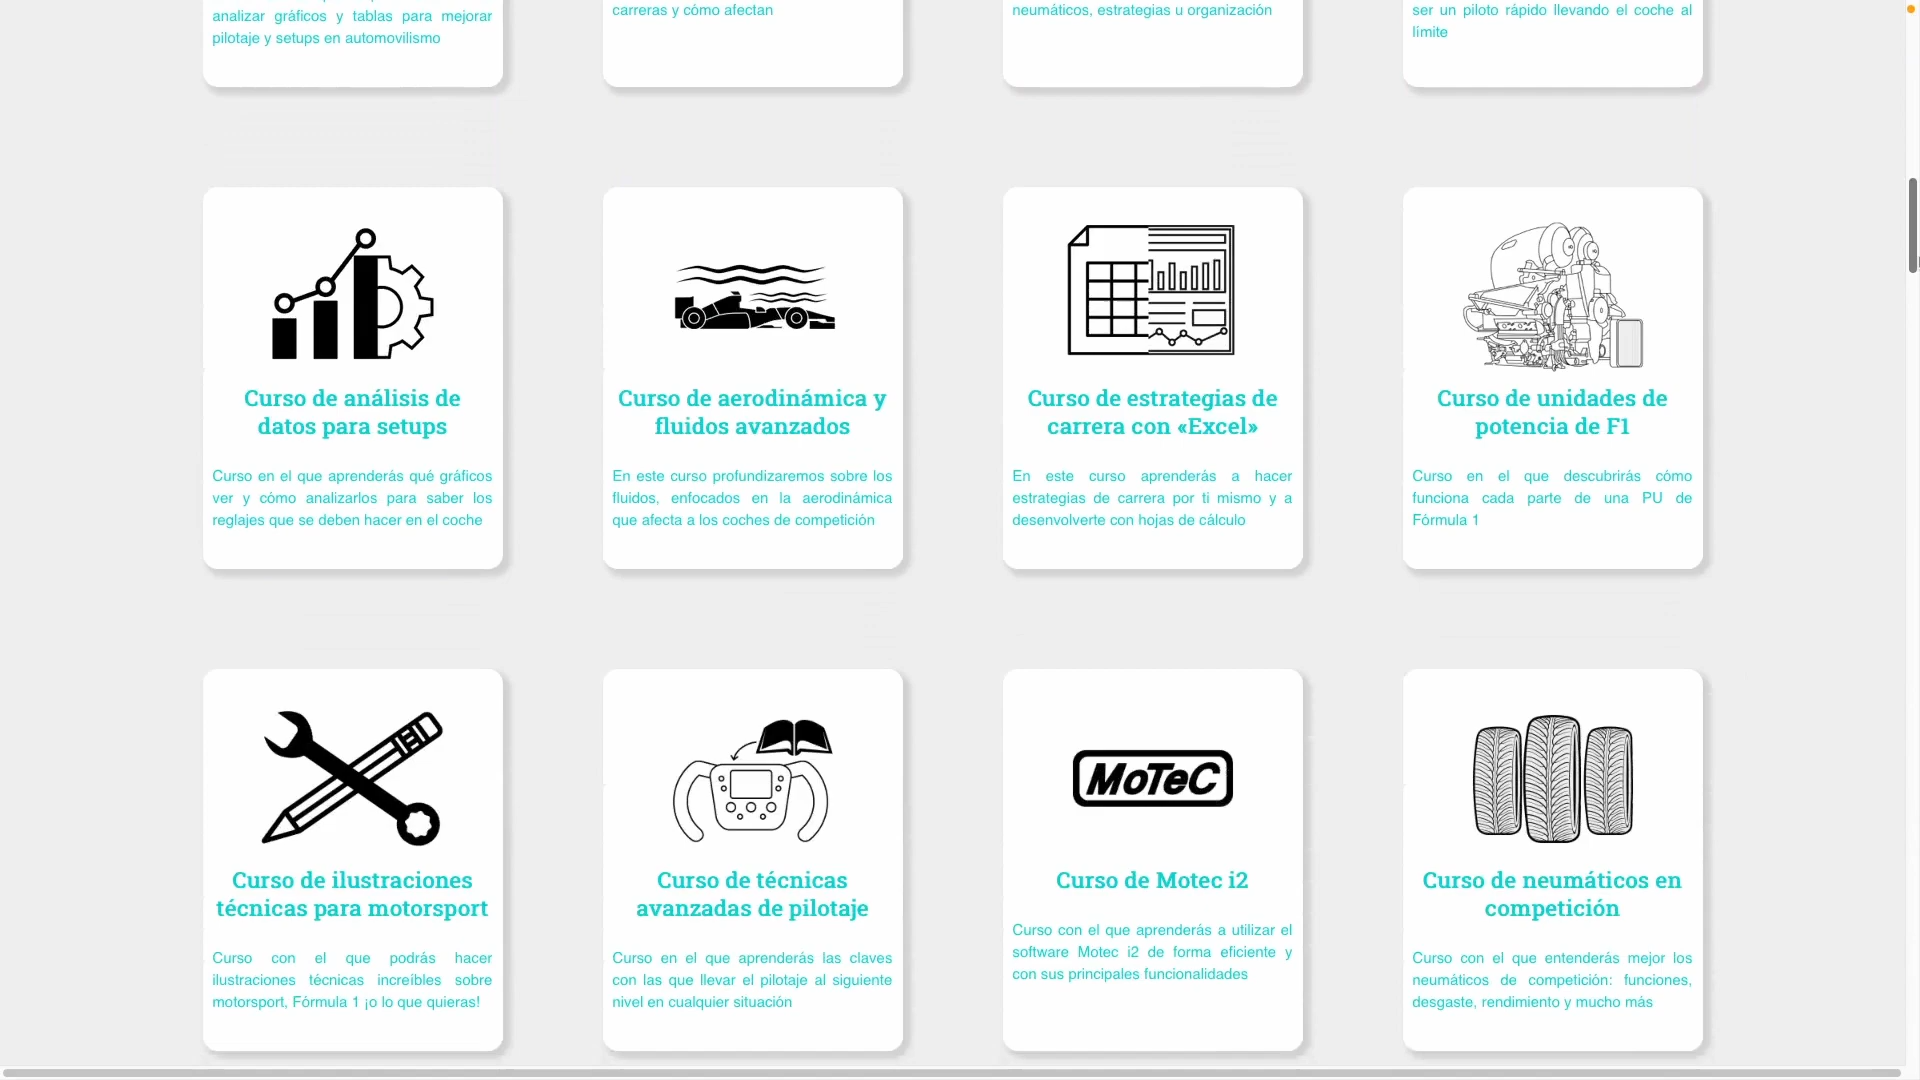 analizar gráficos y tablas para mejorar
pilotaje y setups en automovilismo
carreras y cómo afectan
neumáticos, estrategias u organización
ser un piloto rápido llevando el coche al
límite
Curso de análisis de
datos para setups
Curso en el que aprenderás qué gráficos
ver y cómo analizarlos para saber los
reglajes que se deben hacer en el coche
Curso de aerodinámica y
fluidos avanzados
En este curso profundizaremos sobre los
fluidos, enfocados en la aerodinámica
que afecta a los coches de competición
Curso de estrategias de
carrera con «Excel»
En este curso aprenderás a hacer
estrategias de carrera por ti mismo y a
desenvolverte con hojas de cálculo
Curso de unidades de
potencia de F1
Curso en el que descubrirás cómo
funciona cada parte de una PU de
Fórmula 1
Curso de ilustraciones
técnicas para motorsport
Curso con el que podrás hacer
ilustraciones técnicas increíbles sobre
motorsport, Fórmula 1 ¡o lo que quieras!
Curso de técnicas
avanzadas de pilotaje
Curso en el que aprenderás las claves
con las que llevar el pilotaje al siguiente
nivel en cualquier situación
MoTeC
Curso de Motec i2
Curso con el que aprenderás a utilizar el
software Motec i2 de forma eficiente y
con sus principales funcionalidades
Curso de neumáticos en
competición
Curso con el que entenderás mejor los
neumáticos de competición: funciones,
desgaste, rendimiento y mucho más